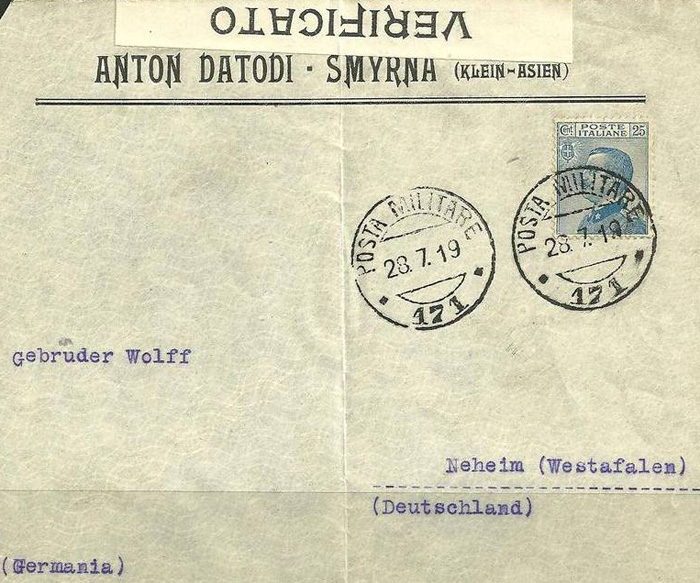 VERIFICATO
ANTON DATODI · SMYRNA (KLEIN-ASIEN)
Cent POSTE ITALIANE 25
POSTA MILITARE
28.7.19
171
POSTA MILITARE
28.7.19
171
Gebruder Wolff
Neheim (Westafalen)
(Deutschland)
(Germania)